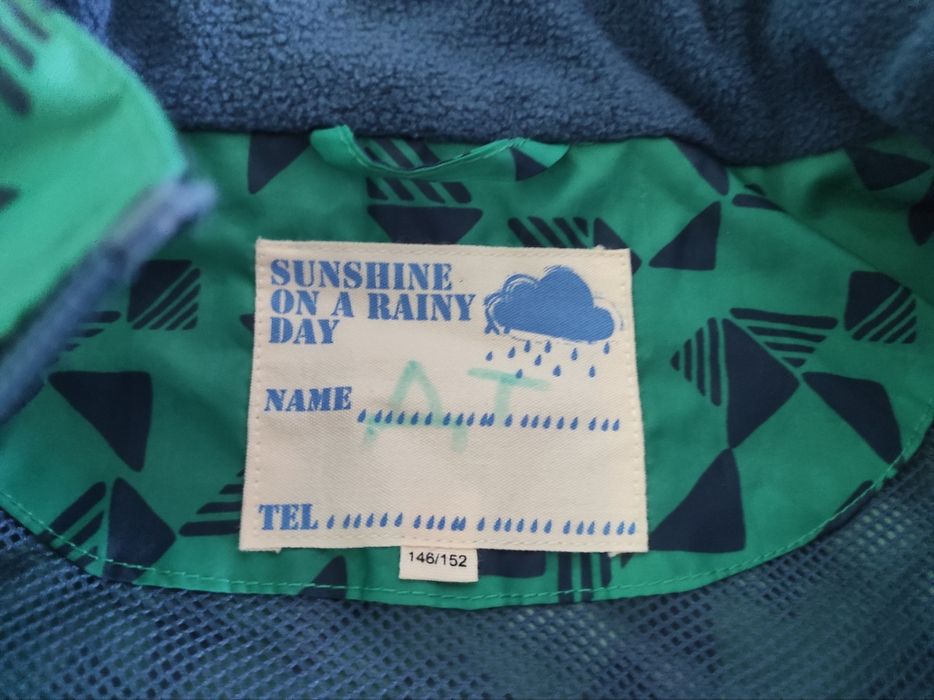 SUNSHINE
ON A RAINY
DAY
NAME AT
TEL
146/152